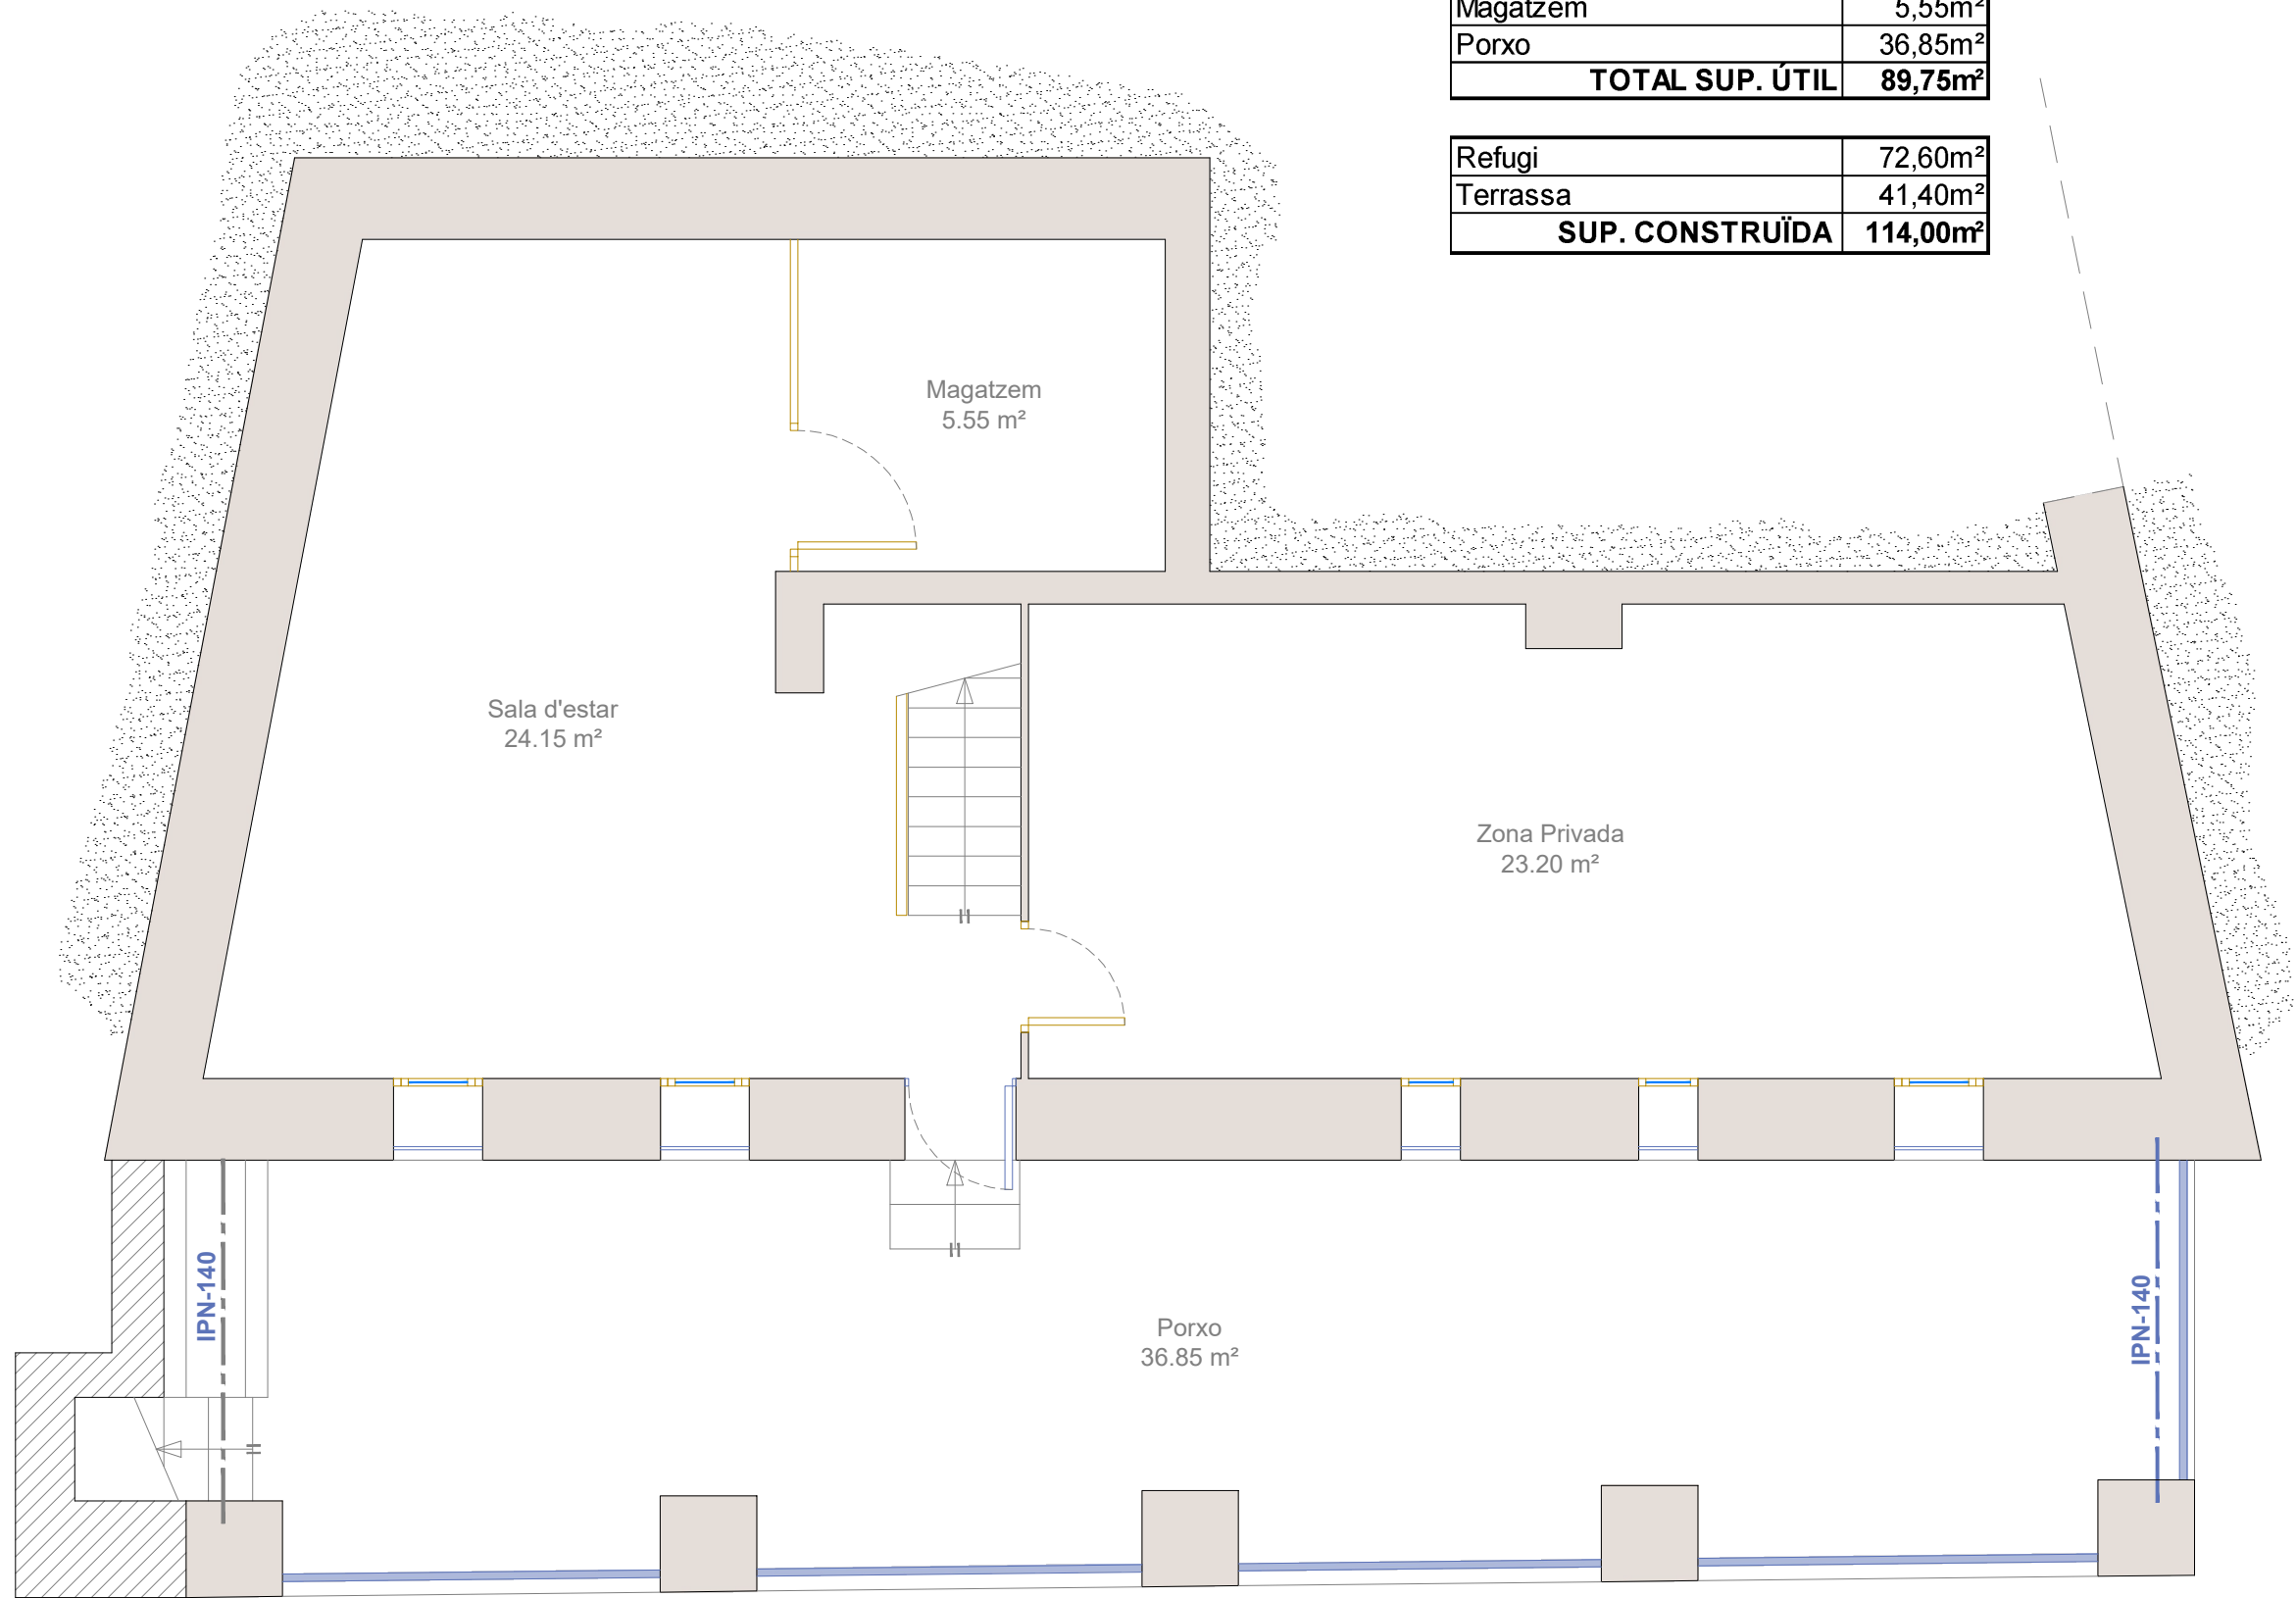 Magatzem 5,55m²
Porxo 36,85m²
TOTAL SUP. ÚTIL 89,75m²
Refugi 72,60m²
Terrassa 41,40m²
SUP. CONSTRUÏDA 114,00m²
Magatzem
5.55 m²
Sala d'estar
24.15 m²
Zona Privada
23.20 m²
IPN-140
IPN-140
Porxo
36.85 m²